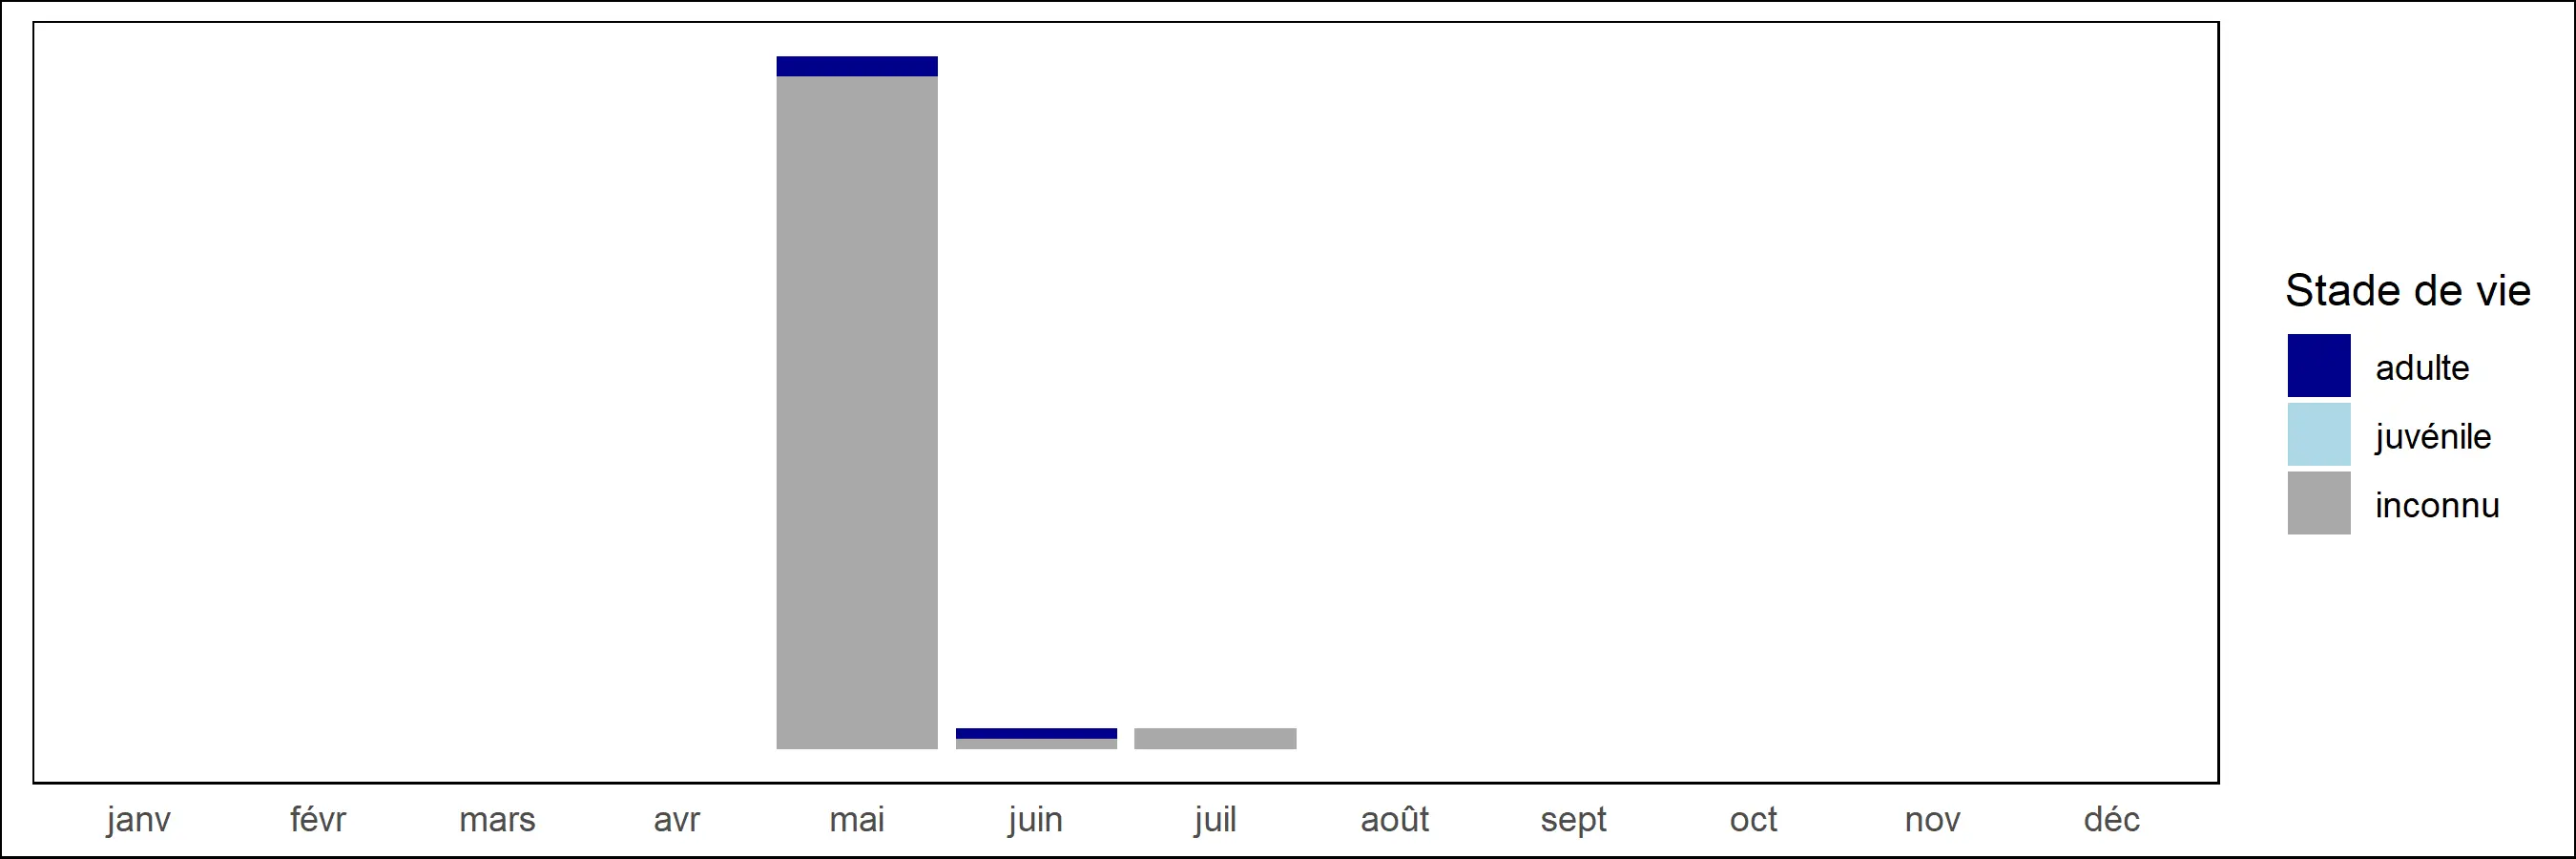 Stade de vie
adulte
juvénile
inconnu
janv févr mars avr mai juin juil août sept oct nov déc